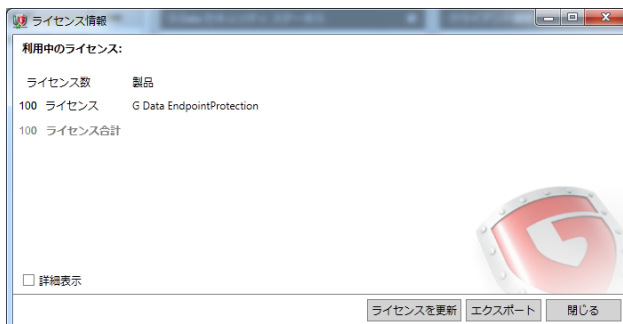 ライセンス情報
利用中のライセンス:
ライセンス数 製品
100 ライセンス G Data EndpointProtection
100 ライセンス合計
詳細表示
ライセンスを更新 エクスポート 閉じる